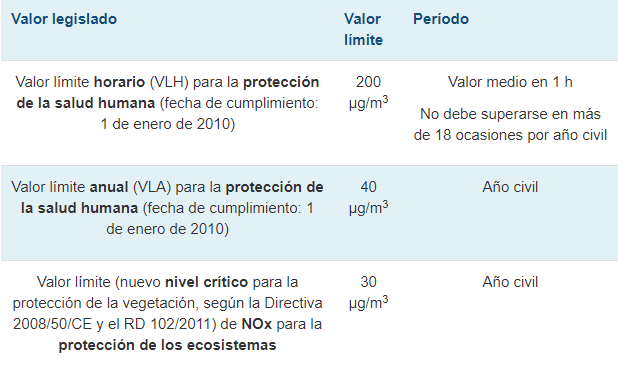 Valor legislado
Valor
límite
Período
Valor límite horario (VLH) para la protección
de la salud humana (fecha de cumplimiento:
1 de enero de 2010)
200
µg/m3
Valor medio en 1 h
No debe superarse en más
de 18 ocasiones por año civil
Valor límite anual (VLA) para la protección de
la salud humana (fecha de cumplimiento: 1
de enero de 2010)
40
µg/m3
Año civil
Valor límite (nuevo nivel crítico para la
protección de la vegetación, según la Directiva
2008/50/CE y el RD 102/2011) de NOx para la
protección de los ecosistemas
30
µg/m3
Año civil